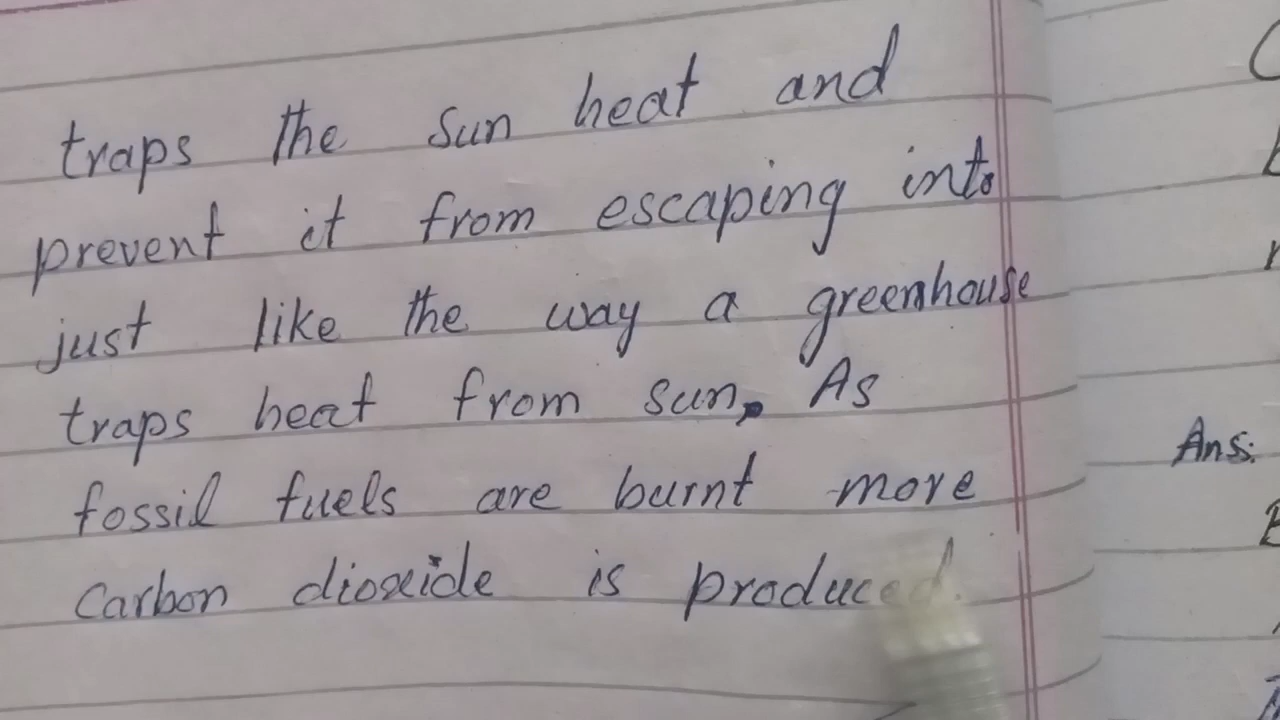 traps the sun heat and
prevent it from escaping into
just like the way a greenhouse
traps heat from sun. As
fossil fuels are burnt more
carbon dioxide is produced.
Ans: